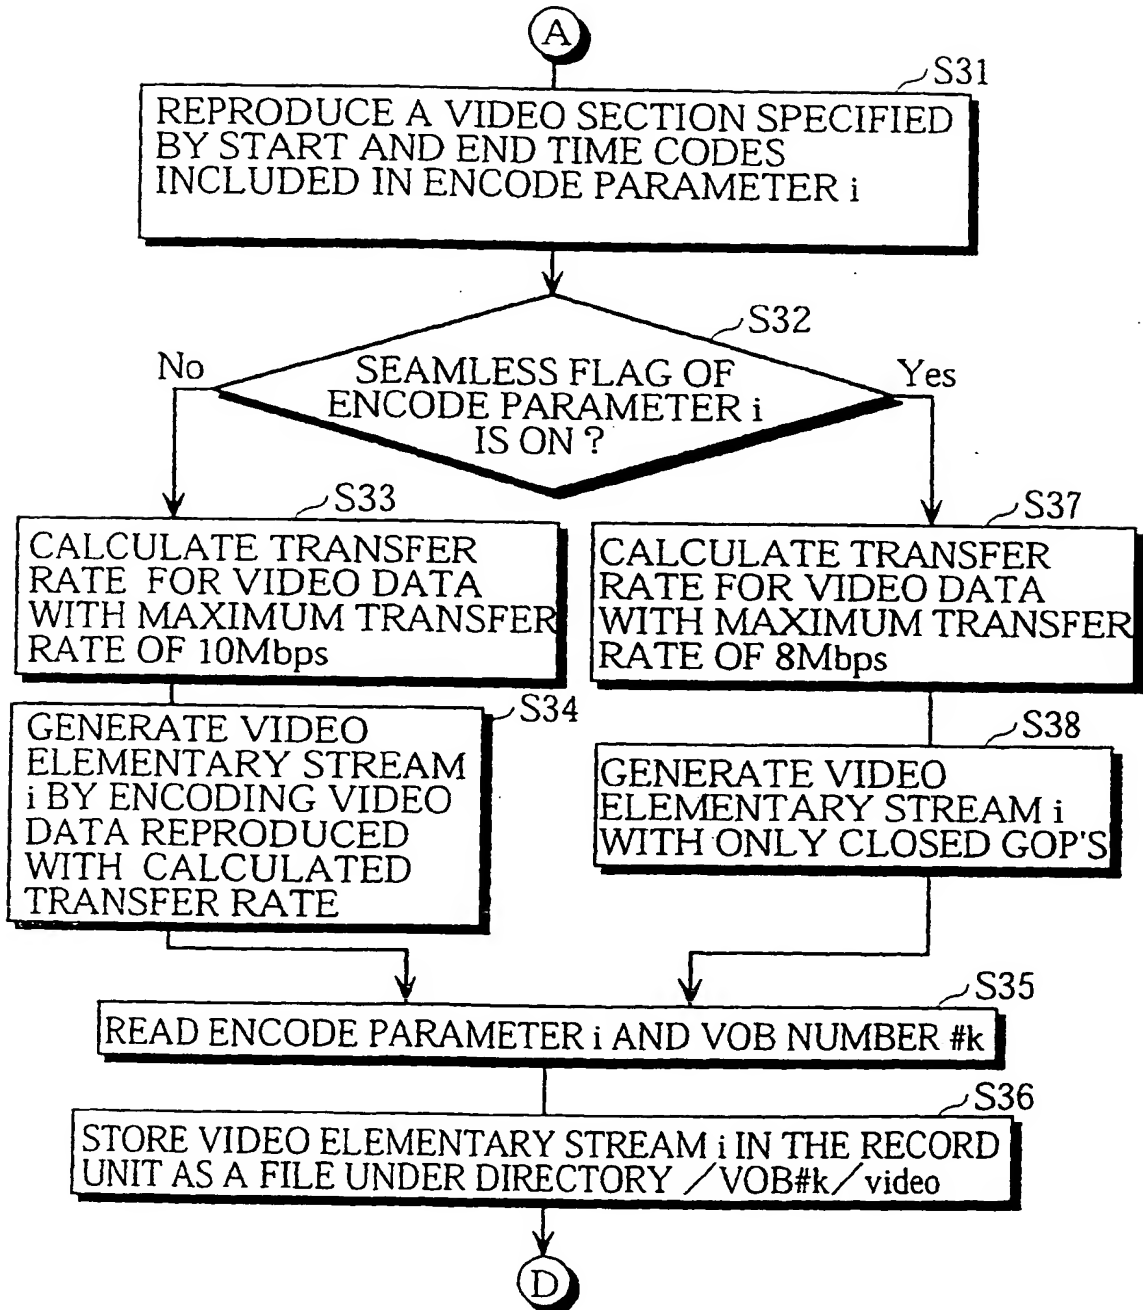 A
S31
REPRODUCE A VIDEO SECTION SPECIFIED
BY START AND END TIME CODES
INCLUDED IN ENCODE PARAMETER i
S32
No
Yes
SEAMLESS FLAG OF
ENCODE PARAMETER i
IS ON ?
S33
CALCULATE TRANSFER
RATE FOR VIDEO DATA
WITH MAXIMUM TRANSFER
RATE OF 10Mbps
S37
CALCULATE TRANSFER
RATE FOR VIDEO DATA
WITH MAXIMUM TRANSFER
RATE OF 8Mbps
S34
GENERATE VIDEO
ELEMENTARY STREAM
i BY ENCODING VIDEO
DATA REPRODUCED
WITH CALCULATED
TRANSFER RATE
S38
GENERATE VIDEO
ELEMENTARY STREAM i
WITH ONLY CLOSED GOP'S
S35
READ ENCODE PARAMETER i AND VOB NUMBER #k
S36
STORE VIDEO ELEMENTARY STREAM i IN THE RECORD
UNIT AS A FILE UNDER DIRECTORY /VOB#k/video
D